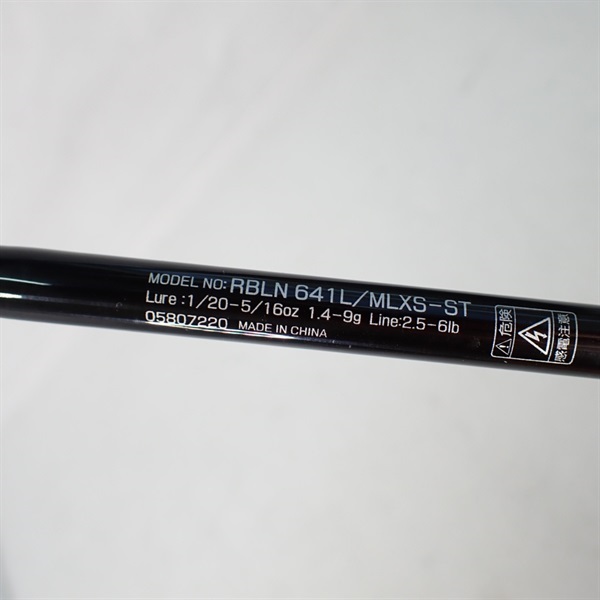 MODEL NO: RBLN 641L/MLXS-ST
Lure :1/20-5/16oz 1.4-9g Line:2.5-6lb
05807220 MADE IN CHINA
危険
感電注意